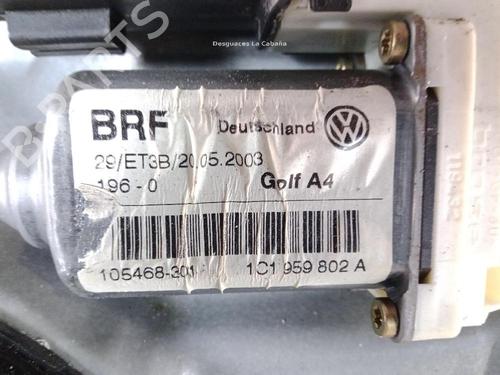 Desguaces La Cabaña
BRF Deutschland
29/ET3B/20.05.2003
196-0 Golf A4
105468-301 1C1 959 802 A